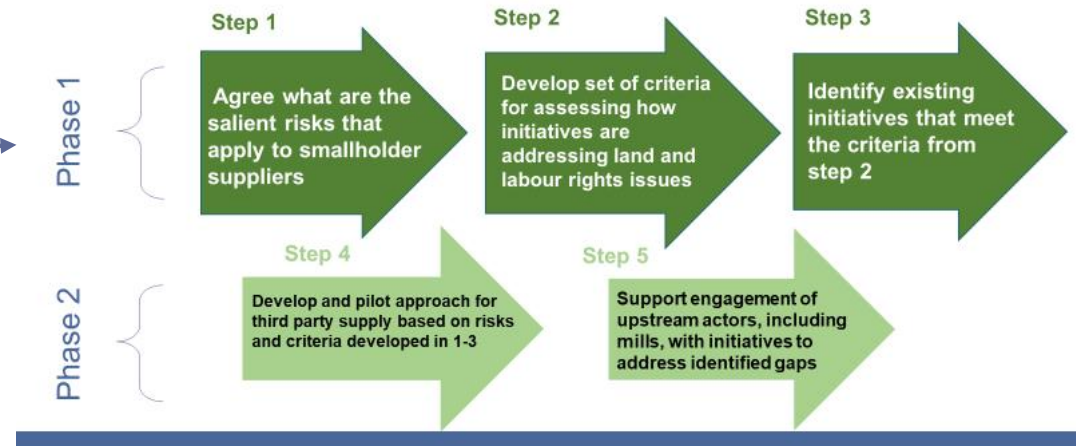 Phase 1
Step 1
Agree what are the
salient risks that
apply to smallholder
suppliers
Step 2
Develop set of criteria
for assessing how
initiatives are
addressing land and
labour rights issues
Step 3
Identify existing
initiatives that meet
the criteria from
step 2
Phase 2
Step 4
Develop and pilot approach for
third party supply based on risks
and criteria developed in 1-3
Step 5
Support engagement of
upstream actors, including
mills, with initiatives to
address identified gaps